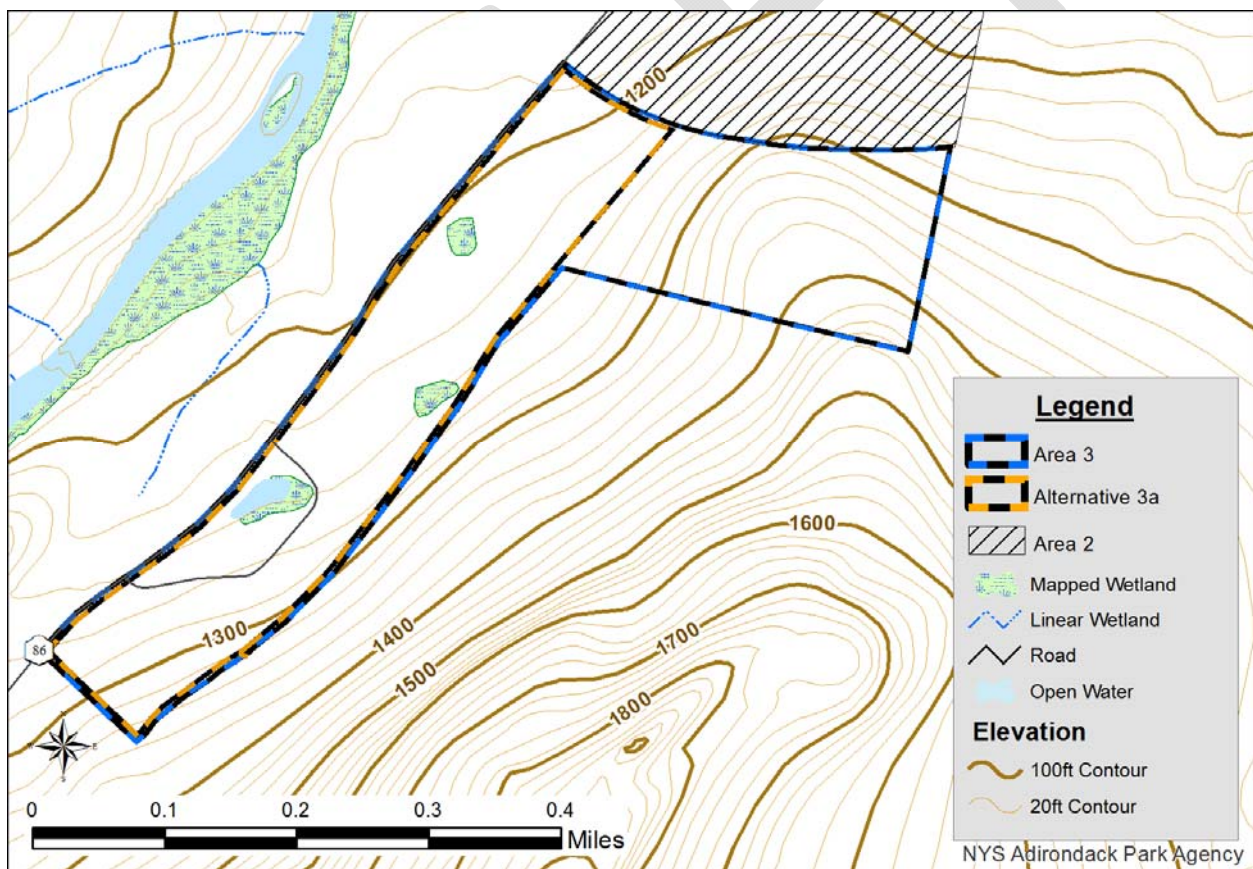 1200
1300
1400
1500
1600
1700
1800
86
E
S
0 0.1 0.2 0.3 0.4
Miles
Legend
Area 3
Alternative 3a
Area 2
Mapped Wetland
Linear Wetland
Road
Open Water
Elevation
100ft Contour
20ft Contour
NYS Adirondack Park Agency